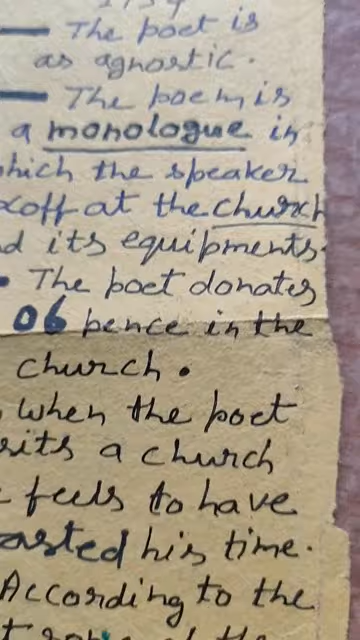 The poet is
as agnostic.
The poem is
a monologue in
which the speaker
scoff at the church
and its equipments.
The poet donates
06 pence in the
church.
when the poet
visits a church
feels to have
wasted his time.
According to the